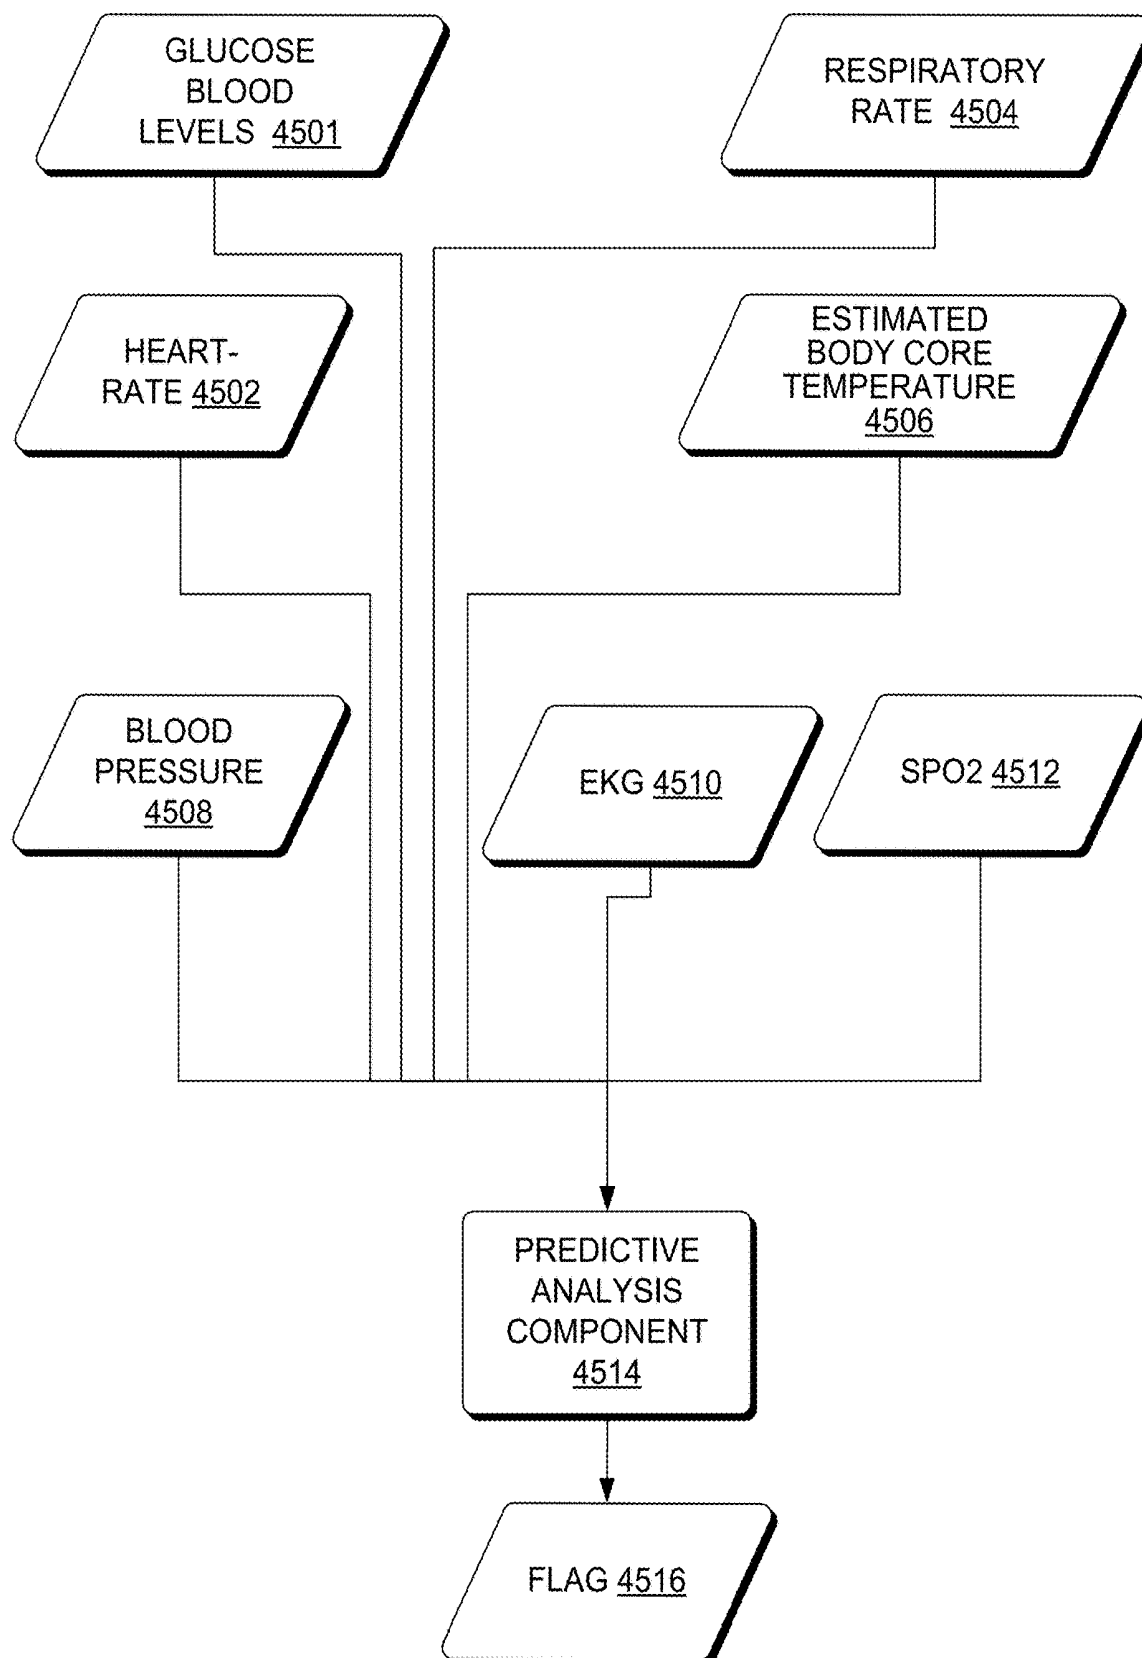 GLUCOSE
BLOOD
LEVELS 4501
RESPIRATORY
RATE 4504
HEART-
RATE 4502
ESTIMATED
BODY CORE
TEMPERATURE
4506
BLOOD
PRESSURE
4508
EKG 4510
SPO2 4512
PREDICTIVE
ANALYSIS
COMPONENT
4514
FLAG 4516